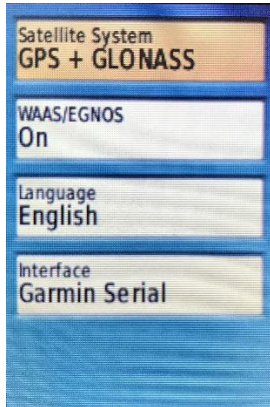 Satellite System
GPS + GLONASS
WAAS/EGNOS
On
Language
English
Interface
Garmin Serial